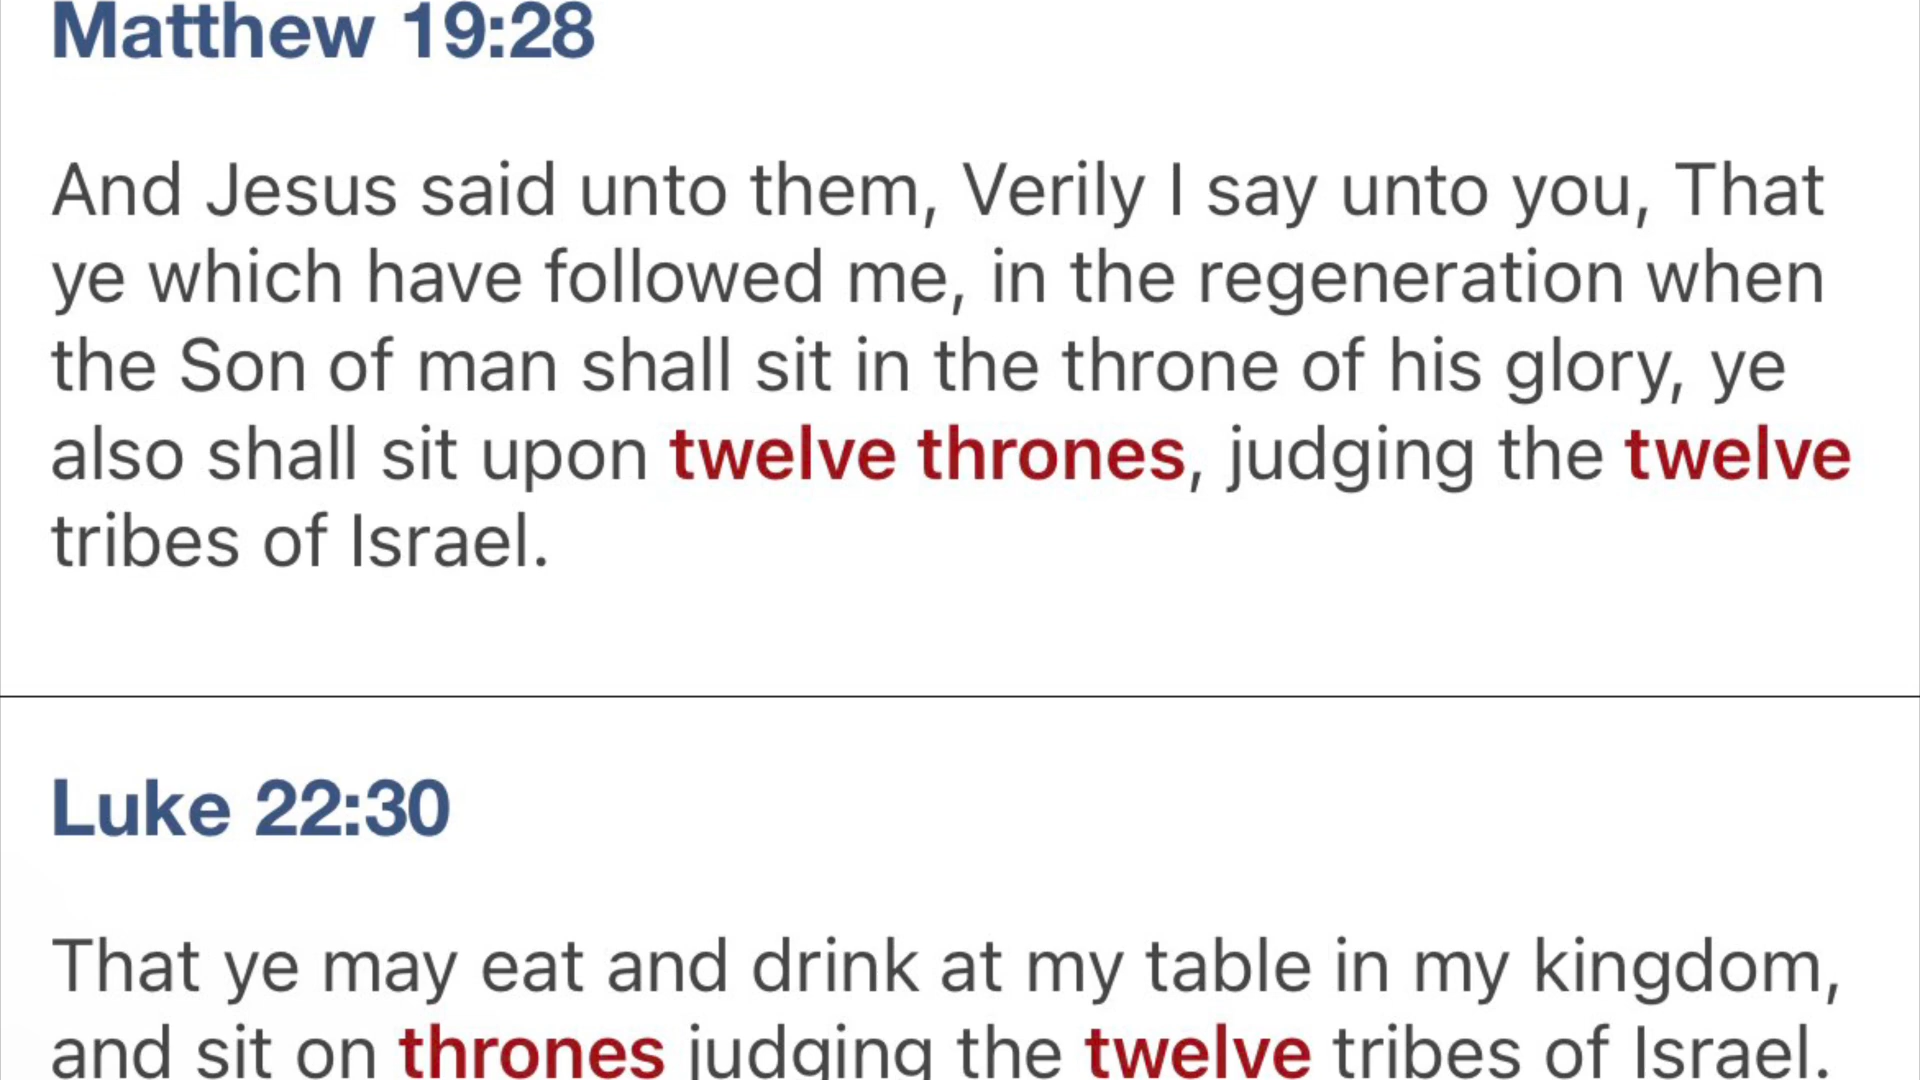 Matthew 19:28
And Jesus said unto them, Verily I say unto you, That
ye which have followed me, in the regeneration when
the Son of man shall sit in the throne of his glory, ye
also shall sit upon twelve thrones, judging the twelve
tribes of Israel.
Luke 22:30
That ye may eat and drink at my table in my kingdom,
and sit on thrones judging the twelve tribes of Israel.